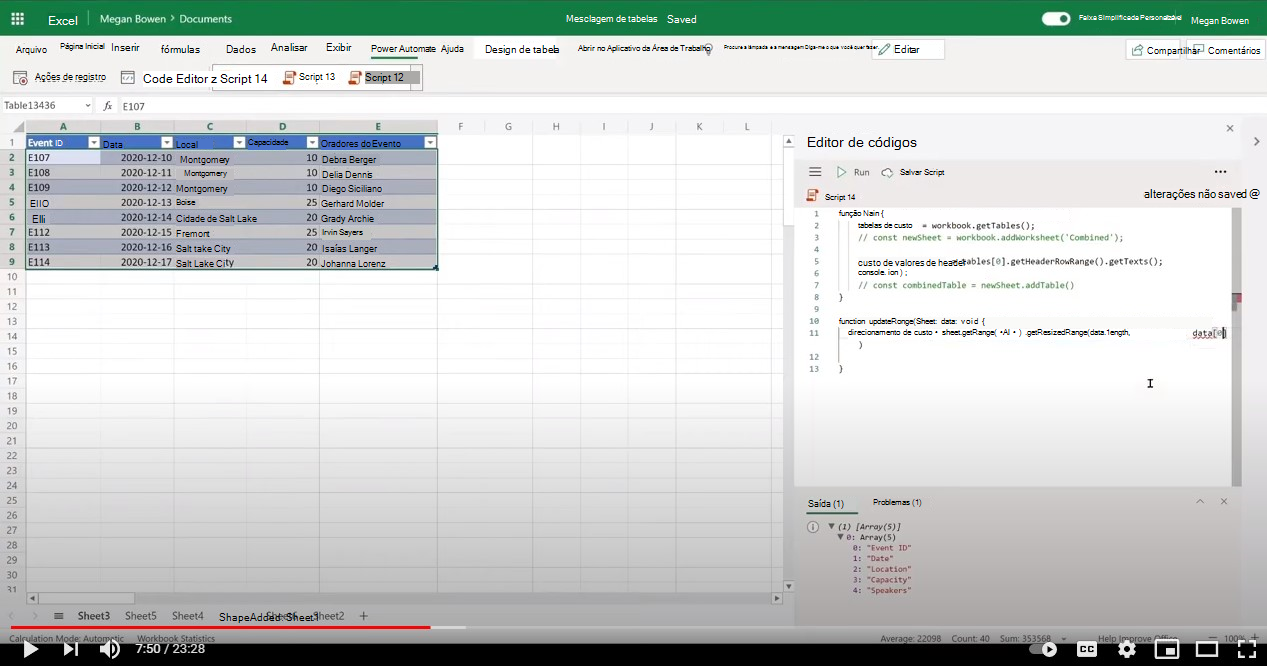 Excel Megan Bowen > Documents Mesclagem de tabelas Saved Faixa Simplificada Megan Bowen
Arquivo Página Inicial Inserir fórmulas Dados Analisar Exibir Power Automate Ajuda Design de tabela Abrir no Aplicativo da Área de Trabalho Procure a lâmpada e a mensagem Diga-me o que você quer fazer. Editar Compartilhar Comentários
Ações de registro Code Editor z Script 14 Script 13 Script 12
Table13436 fx E107
A B C D E F G H I J K L
1 Event ID Data Local Capacidade Oradores do Evento
2 E107 2020-12-10 Montgomery 10 Debra Berger
3 E108 2020-12-11 Montgomery 10 Delia Dennis
4 E109 2020-12-12 Montgomery 10 Diego Siciliano
5 EIIO 2020-12-13 Boise 25 Gerhard Molder
6 Elli 2020-12-14 Cidade de Salt Lake 20 Grady Archie
7 E112 2020-12-15 Fremont 25 Irvin Sayers
8 E113 2020-12-16 Salt take City 20 Isaías Langer
9 E114 2020-12-17 Salt Lake City 20 Johanna Lorenz
10
11
12
13
14
15
16
17
18
19
20
21
22
23
24
25
26
27
28
29
30
31
Editor de códigos
Run Salvar Script ...
Script 14 alterações não saved @
1 função Nain {
2 tabelas de custo = workbook.getTables();
3 // const newSheet = workbook.addWorksheet('Combined');
4
5 custo de valores de header tables[0].getHeaderRowRange().getTexts();
6 console. ion ) ;
7 // const combinedTable = newSheet.addTable()
8 }
9
10 function updateRonge(Sheet: data: void {
11 direcionamento de custo • sheet.getRange( •AI • ) .getResizedRange(data.1ength, data[0]
)
12
13 }
Saída (1) Problemas (1)
(1) [Array(5)]
0: Array(5)
0: "Event ID"
1: "Date"
2: "Location"
3: "Capacity"
4: "Speakers"
Sheet3 Sheet5 Sheet4 ShapeAdded: Sheet1 Sheet2 +
Calculation Mode: Automatic Workbook Statistics Average: 22098 Count: 40 Sum: 353568 Help Improve Office 100%
7:50 / 23:28 CC